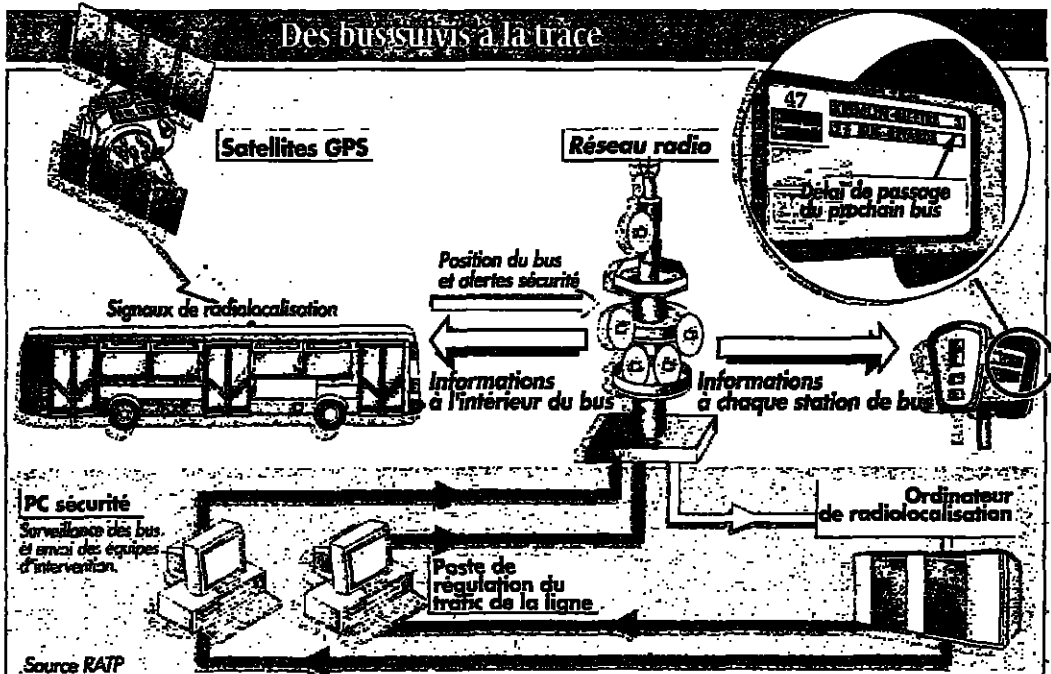 Des bus suivis à la trace
Satellites GPS
Réseau radio
47
Délai de passage
du prochain bus
Position du bus
et alertes sécurité
Signaux de radiolocalisation
Informations
à l'intérieur du bus
Informations
à chaque station de bus
PC sécurité
Surveillance des bus
et envoi des équipes
d'intervention.
Ordinateur
de radiolocalisation
Poste de
régulation du
trafic de la ligne
Source RATP